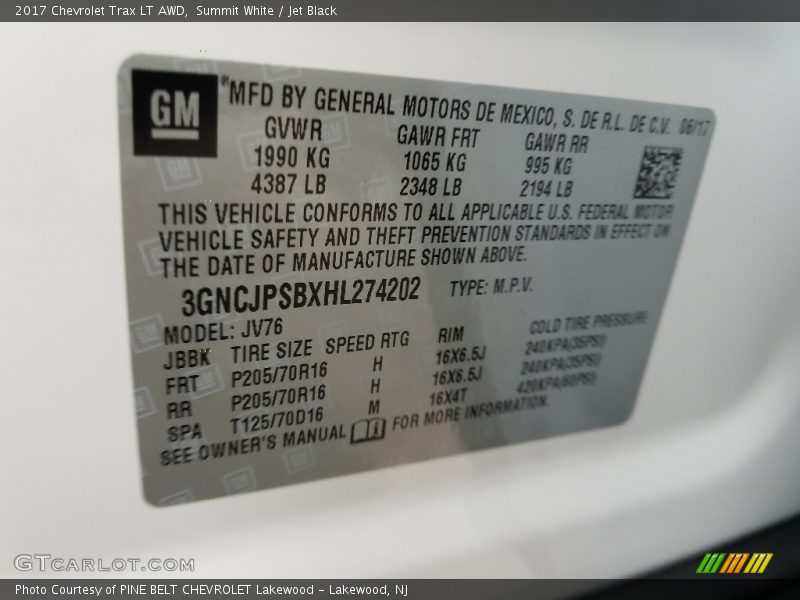 2017 Chevrolet Trax LT AWD,  Summit White / Jet Black
GM
*MFD BY GENERAL MOTORS DE MEXICO, S. DE R.L. DE C.V. 06/17
GVWR GAWR FRT GAWR RR
1990 KG 1065 KG 995 KG
4387 LB 2348 LB 2194 LB
THIS VEHICLE CONFORMS TO ALL APPLICABLE U.S. FEDERAL MOTOR
VEHICLE SAFETY AND THEFT PREVENTION STANDARDS IN EFFECT ON
THE DATE OF MANUFACTURE SHOWN ABOVE.
3GNCJPSBXHL274202 TYPE: M.P.V.
MODEL: JV76
JBBK TIRE SIZE SPEED RTG RIM COLD TIRE PRESSURE
FRT P205/70R16 H 16X6.5J 240KPA(35PSI)
RR P205/70R16 H 16X6.5J 240KPA(35PSI)
SPA T125/70D16 M 16X4T 420KPA(60PSI)
SEE OWNER'S MANUAL FOR MORE INFORMATION.
GTCARLOT.COM
Photo Courtesy of PINE BELT CHEVROLET Lakewood - Lakewood, NJ